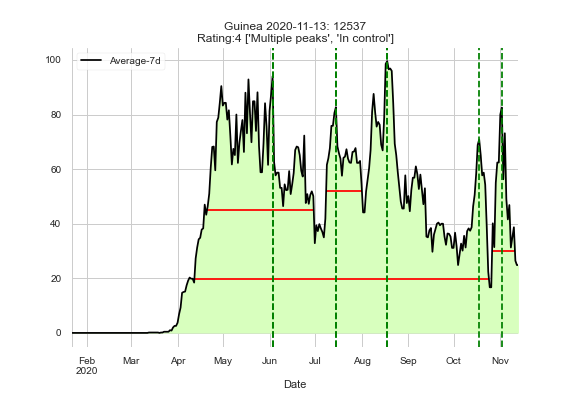 Guinea 2020-11-13: 12537
Rating:4 ['Multiple peaks', 'In control']
Average-7d
100
80
60
40
20
0
Feb Mar Apr May Jun Jul Aug Sep Oct Nov
2020
Date